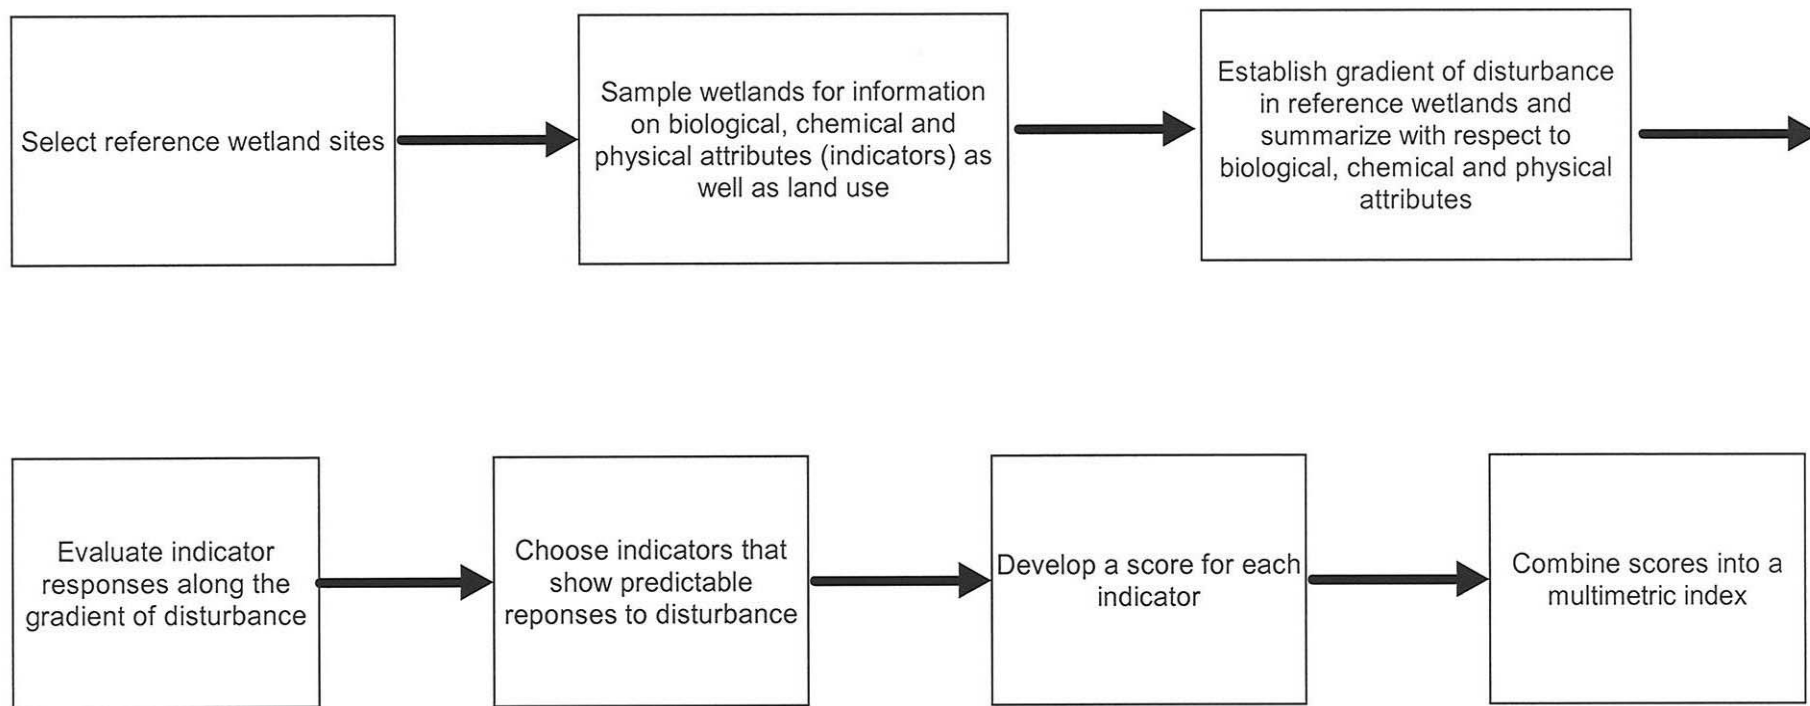 Select reference wetland sites
Sample wetlands for information
on biological, chemical and
physical attributes (indicators) as
well as land use
Establish gradient of disturbance
in reference wetlands and
summarize with respect to
biological, chemical and physical
attributes
Evaluate indicator
responses along the
gradient of disturbance
Choose indicators that
show predictable
reponses to disturbance
Develop a score for each
indicator
Combine scores into a
multimetric index